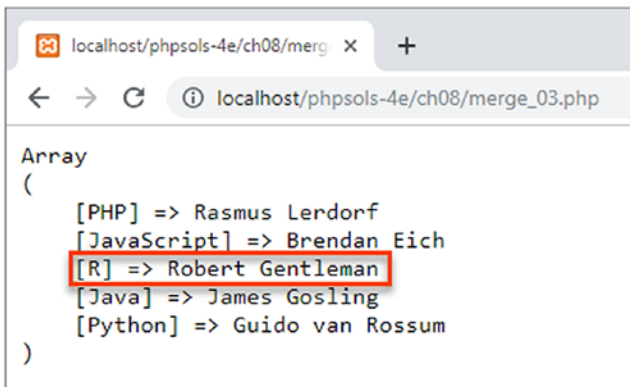 localhost/phpsols-4e/ch08/merg
localhost/phpsols-4e/ch08/merge_03.php
Array
(
[PHP] => Rasmus Lerdorf
[JavaScript] => Brendan Eich
[R] => Robert Gentleman
[Java] => James Gosling
[Python] => Guido van Rossum
)